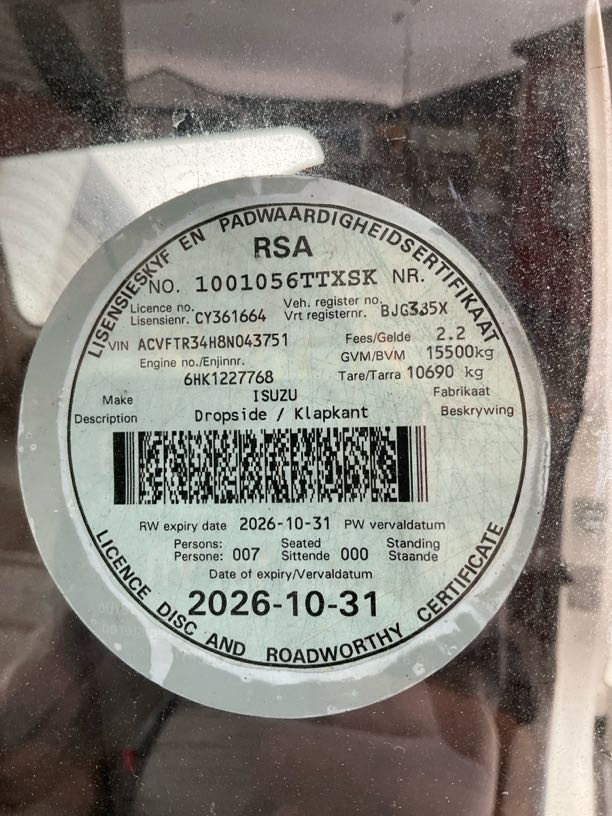 LISENSIESKYF EN PADWAARDIGHEIDSERTIFIKAAT
RSA
NO. 1001056TTXSK NR.
Licence no. Veh. register no.
Lisensienr. CY361664 Vrt registernr. BJG335X
VIN ACVFTR34H8N043751 Fees/Gelde 2.2
Engine no./Enjinnr. GVM/BVM 15500kg
6HK1227768 Tare/Tarra 10690 kg
Make ISUZU Fabrikaat
Description Dropside / Klapkant Beskrywing
RW expiry date 2026-10-31 PW vervaldatum
Persons: Seated Standing
Persone: 007 Sittende 000 Staande
Date of expiry/Vervaldatum
2026-10-31
LICENCE DISC AND ROADWORTHY CERTIFICATE